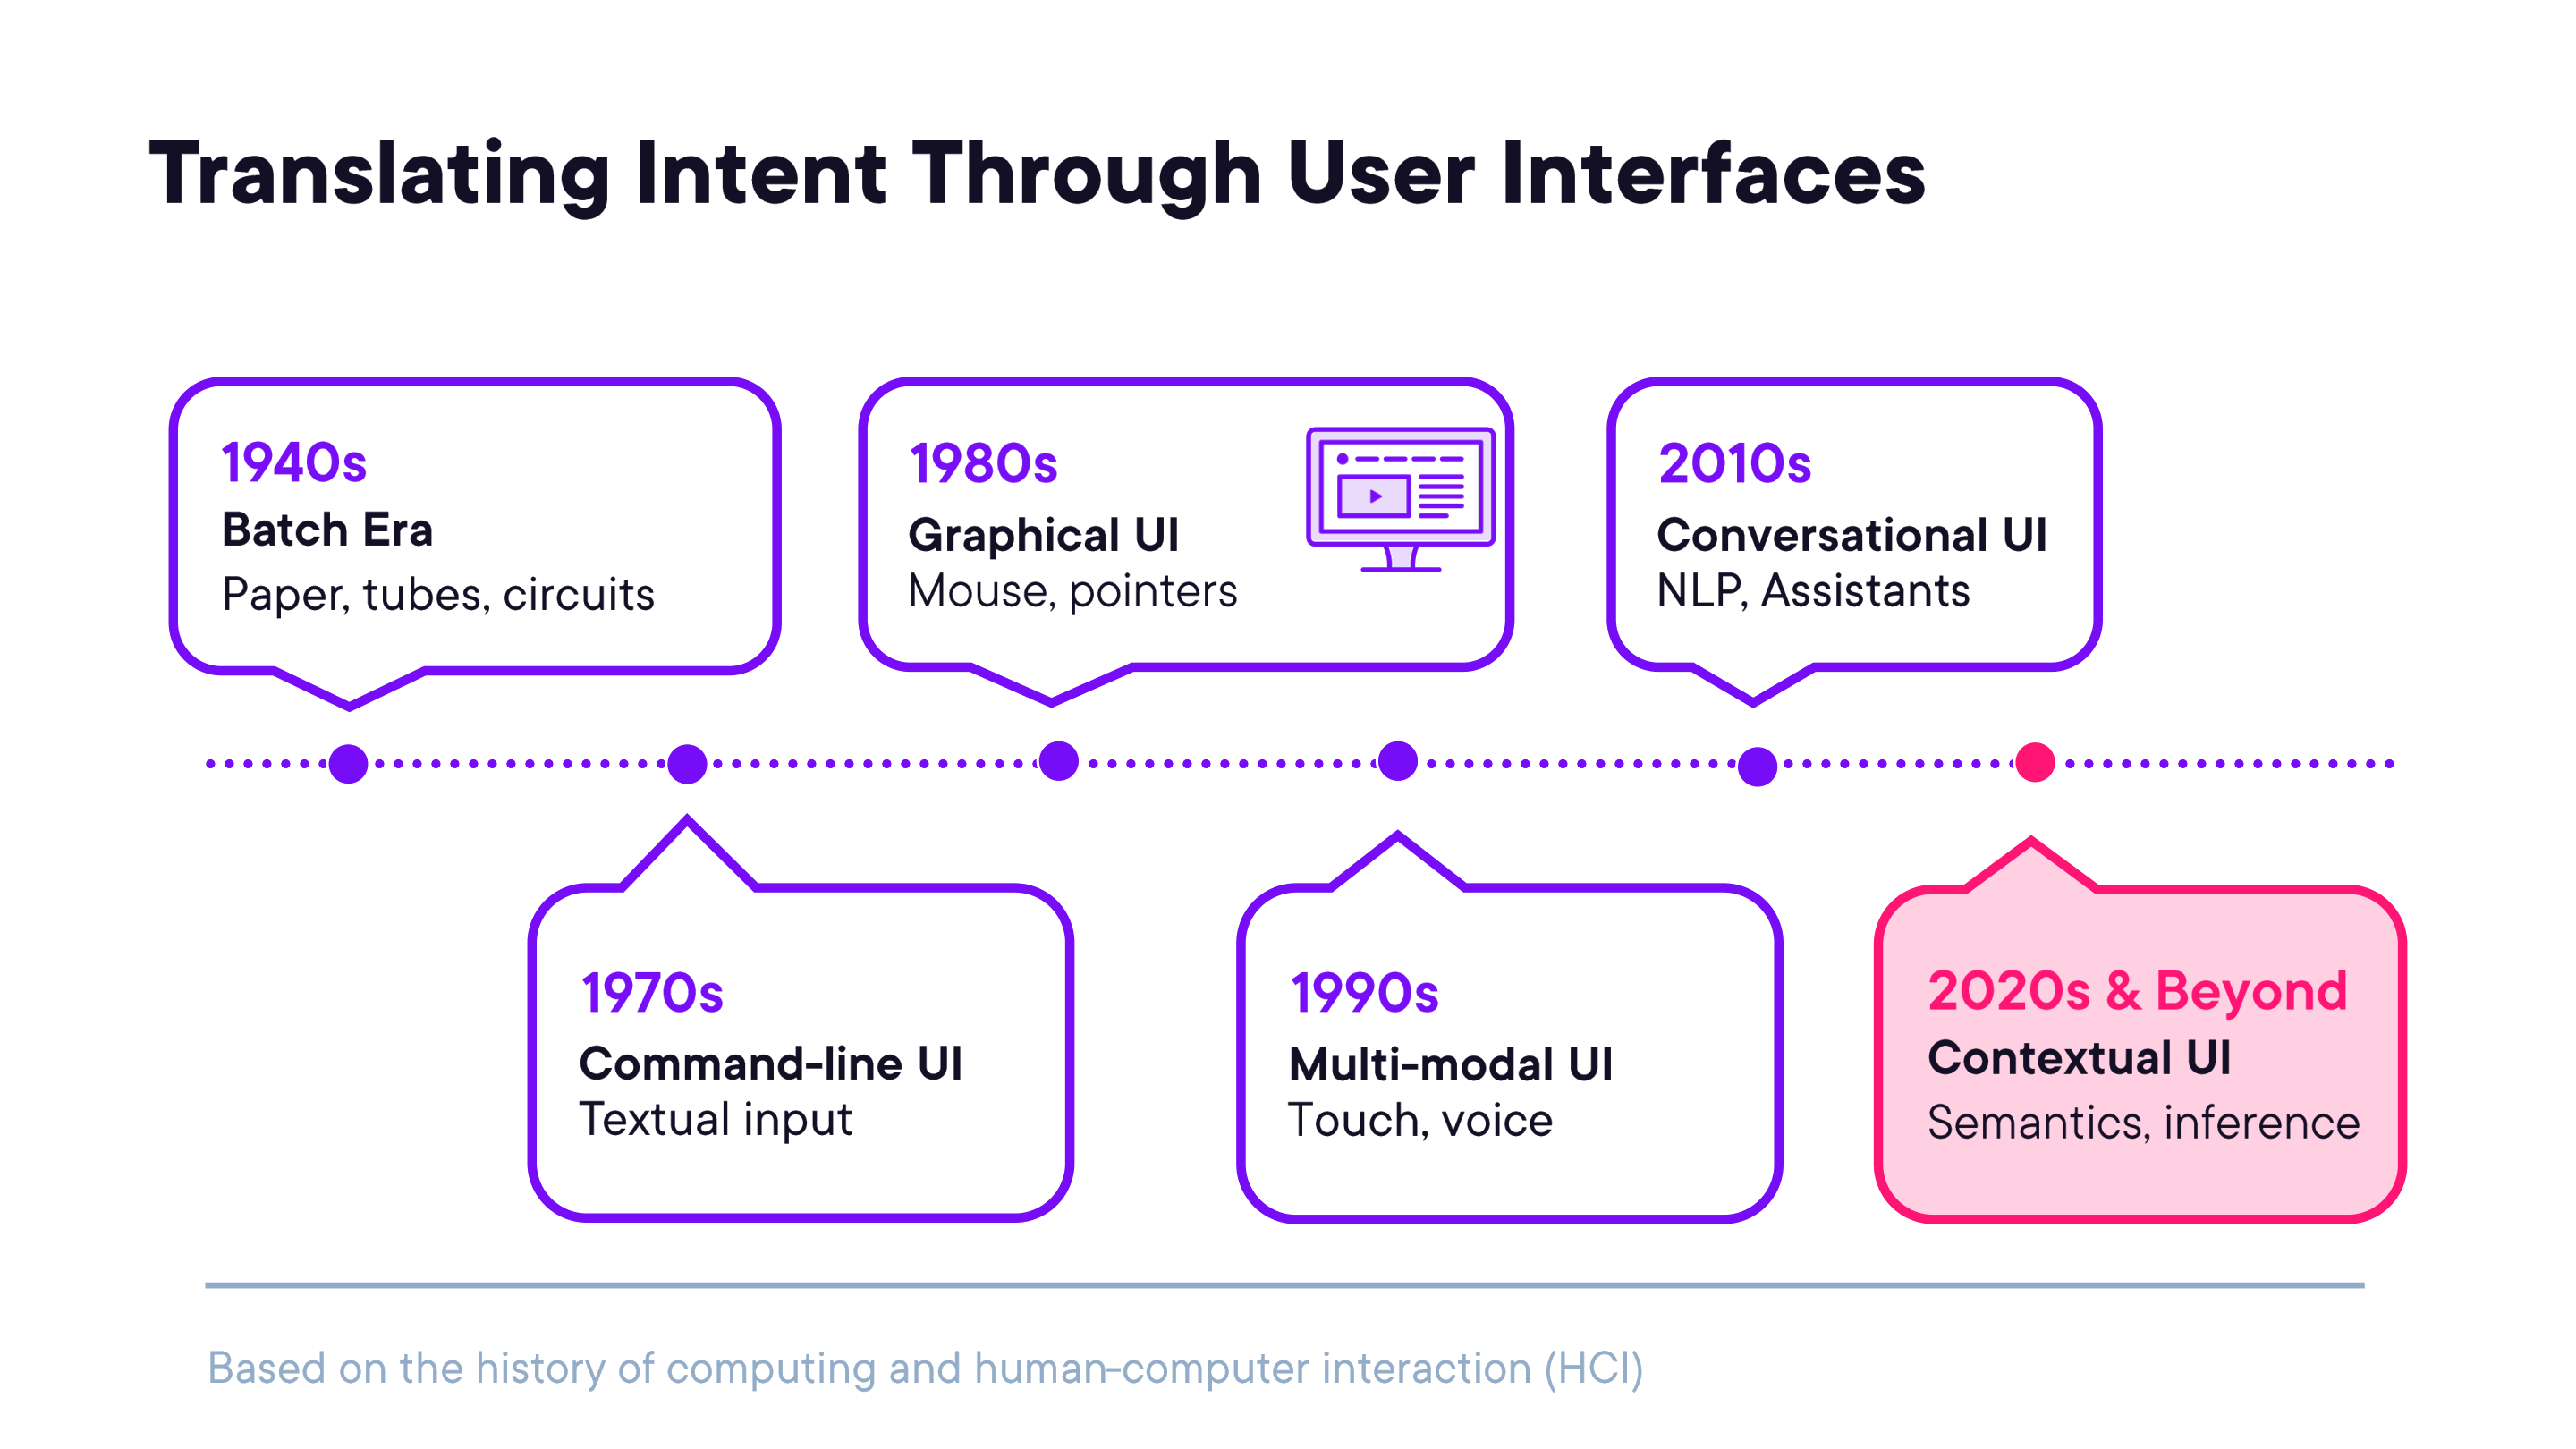 Translating Intent Through User Interfaces
1940s
Batch Era
Paper, tubes, circuits
1980s
Graphical UI
Mouse, pointers
2010s
Conversational UI
NLP, Assistants
1970s
Command-line UI
Textual input
1990s
Multi-modal UI
Touch, voice
2020s & Beyond
Contextual UI
Semantics, inference
Based on the history of computing and human-computer interaction (HCI)